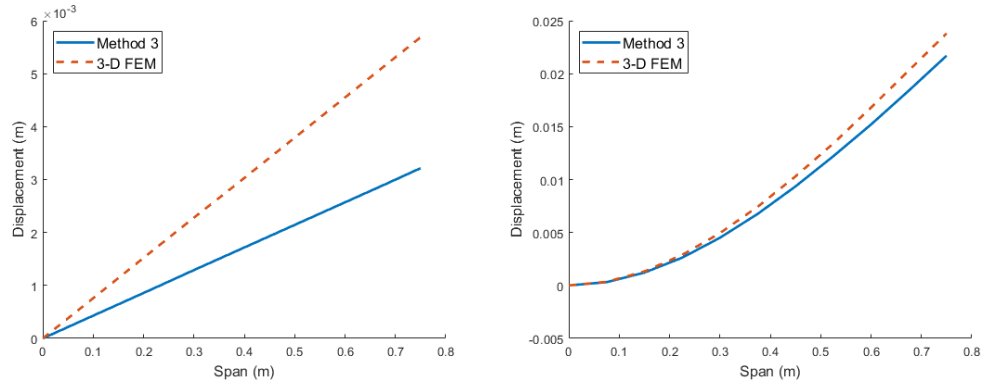 ×10⁻³
6
5
4
3
2
1
0
Displacement (m)
Method 3
3-D FEM
0 0.1 0.2 0.3 0.4 0.5 0.6 0.7 0.8
Span (m)
0.025
0.02
0.015
0.01
0.005
0
-0.005
Displacement (m)
Method 3
3-D FEM
0 0.1 0.2 0.3 0.4 0.5 0.6 0.7 0.8
Span (m)